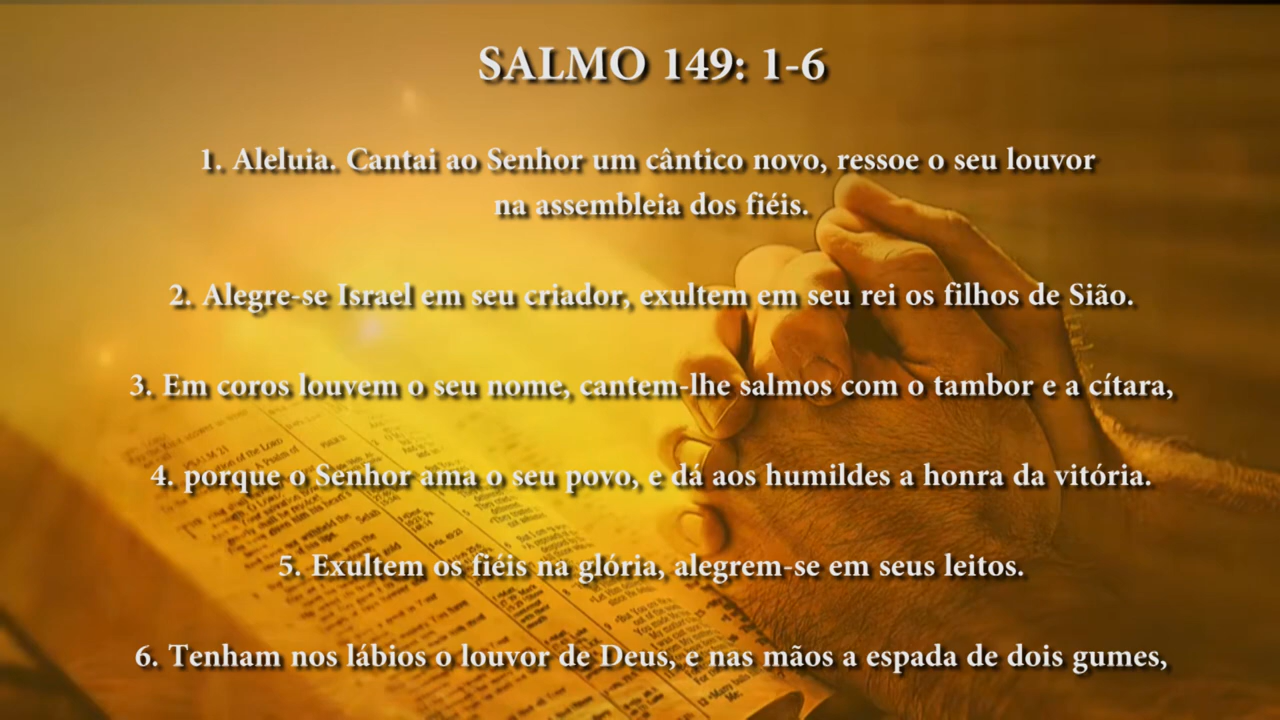 SALMO 149: 1-6
1. Aleluia. Cantai ao Senhor um cântico novo, ressoe o seu louvor
na assembleia dos fiéis.
2. Alegre-se Israel em seu criador, exultem em seu rei os filhos de Sião.
3. Em coros louvem o seu nome, cantem-lhe salmos com o tambor e a cítara,
4. porque o Senhor ama o seu povo, e dá aos humildes a honra da vitória.
5. Exultem os fiéis na glória, alegrem-se em seus leitos.
6. Tenham nos lábios o louvor de Deus, e nas mãos a espada de dois gumes,